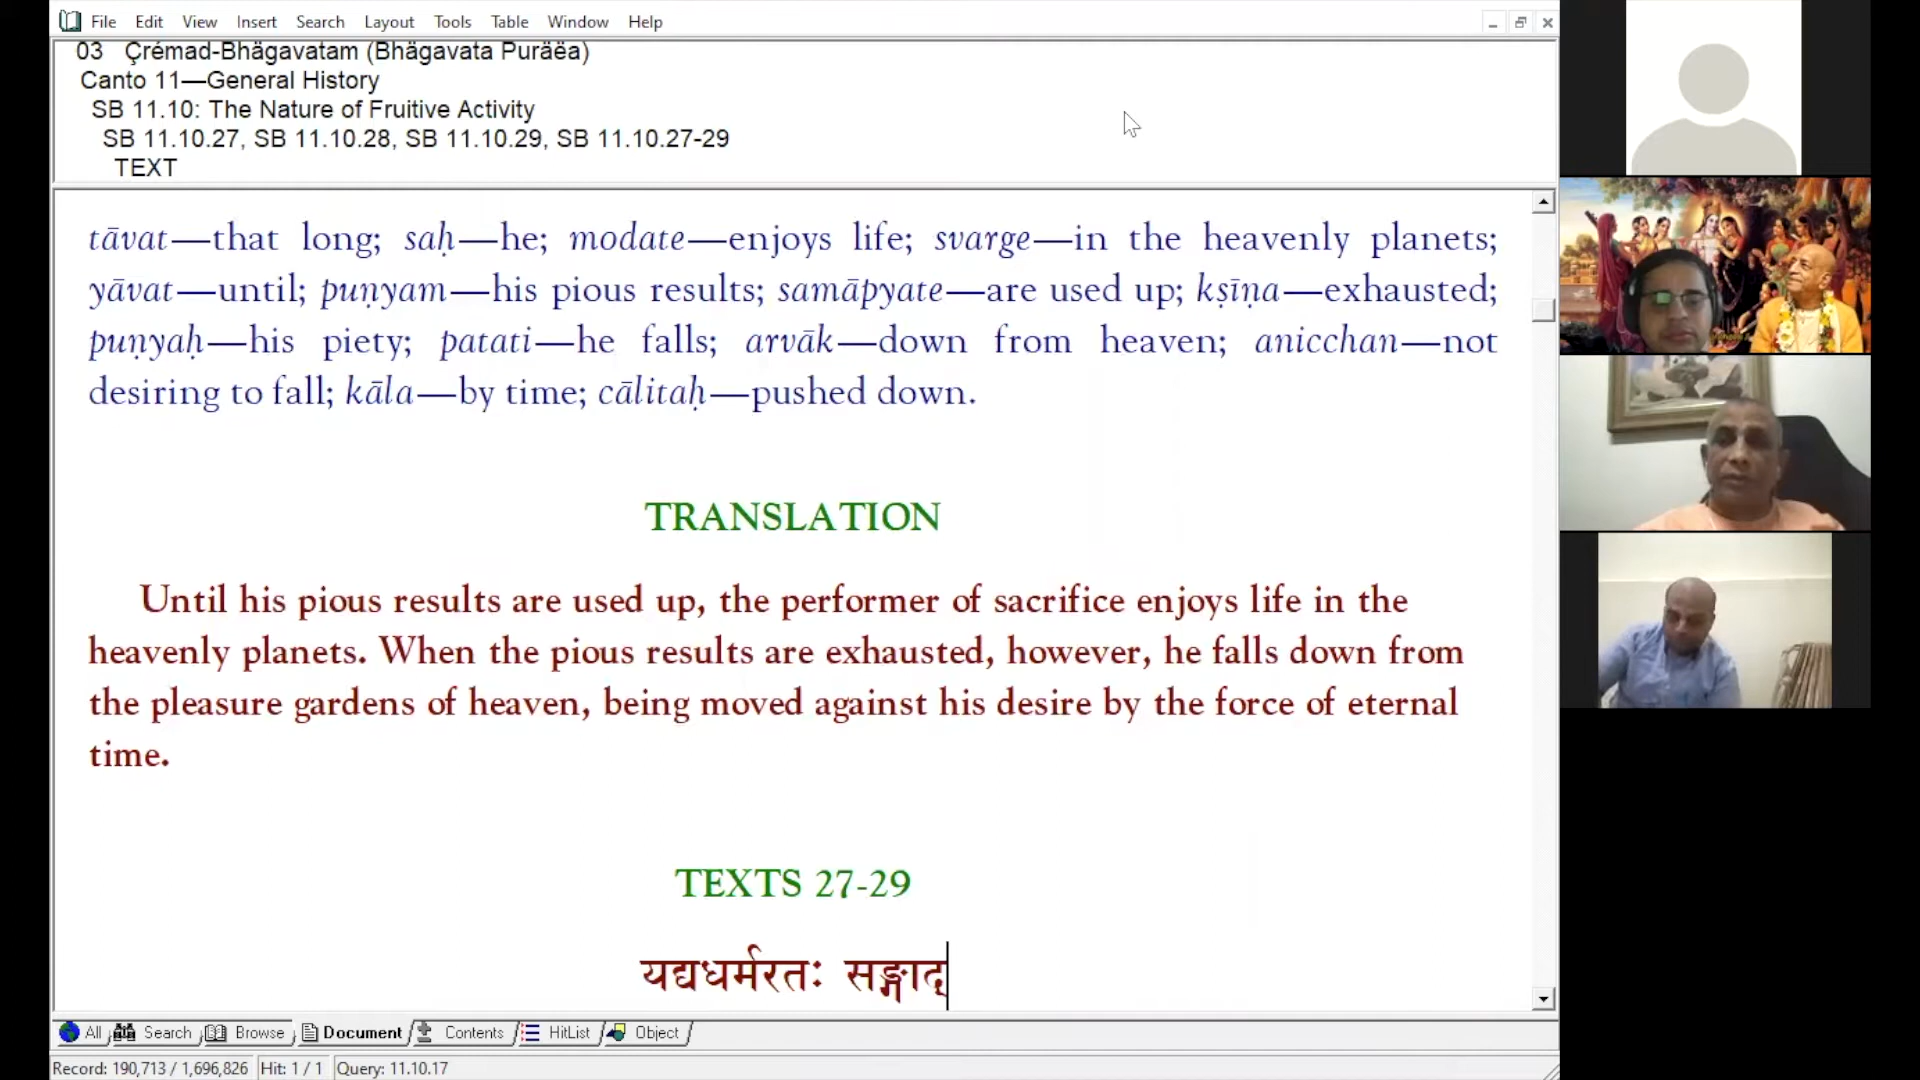 File Edit View Insert Search Layout Tools Table Window Help
03 Çrémad-Bhägavatam (Bhägavata Puräëa)
Canto 11—General History
SB 11.10: The Nature of Fruitive Activity
SB 11.10.27, SB 11.10.28, SB 11.10.29, SB 11.10.27-29
TEXT
tāvat—that long; saḥ—he; modate—enjoys life; svarge—in the heavenly planets;
yāvat—until; puṇyam—his pious results; samāpyate—are used up; kṣīṇa—exhausted;
puṇyaḥ—his piety; patati—he falls; arvāk—down from heaven; anicchan—not
desiring to fall; kāla—by time; cālitaḥ—pushed down.
TRANSLATION
Until his pious results are used up, the performer of sacrifice enjoys life in the
heavenly planets. When the pious results are exhausted, however, he falls down from
the pleasure gardens of heaven, being moved against his desire by the force of eternal
time.
TEXTS 27-29
यद्यधर्मरतः सङ्गाद्
All Search Browse Document Contents HitList Object
Record: 190,713 / 1,696,826 Hit: 1 / 1 Query: 11.10.17